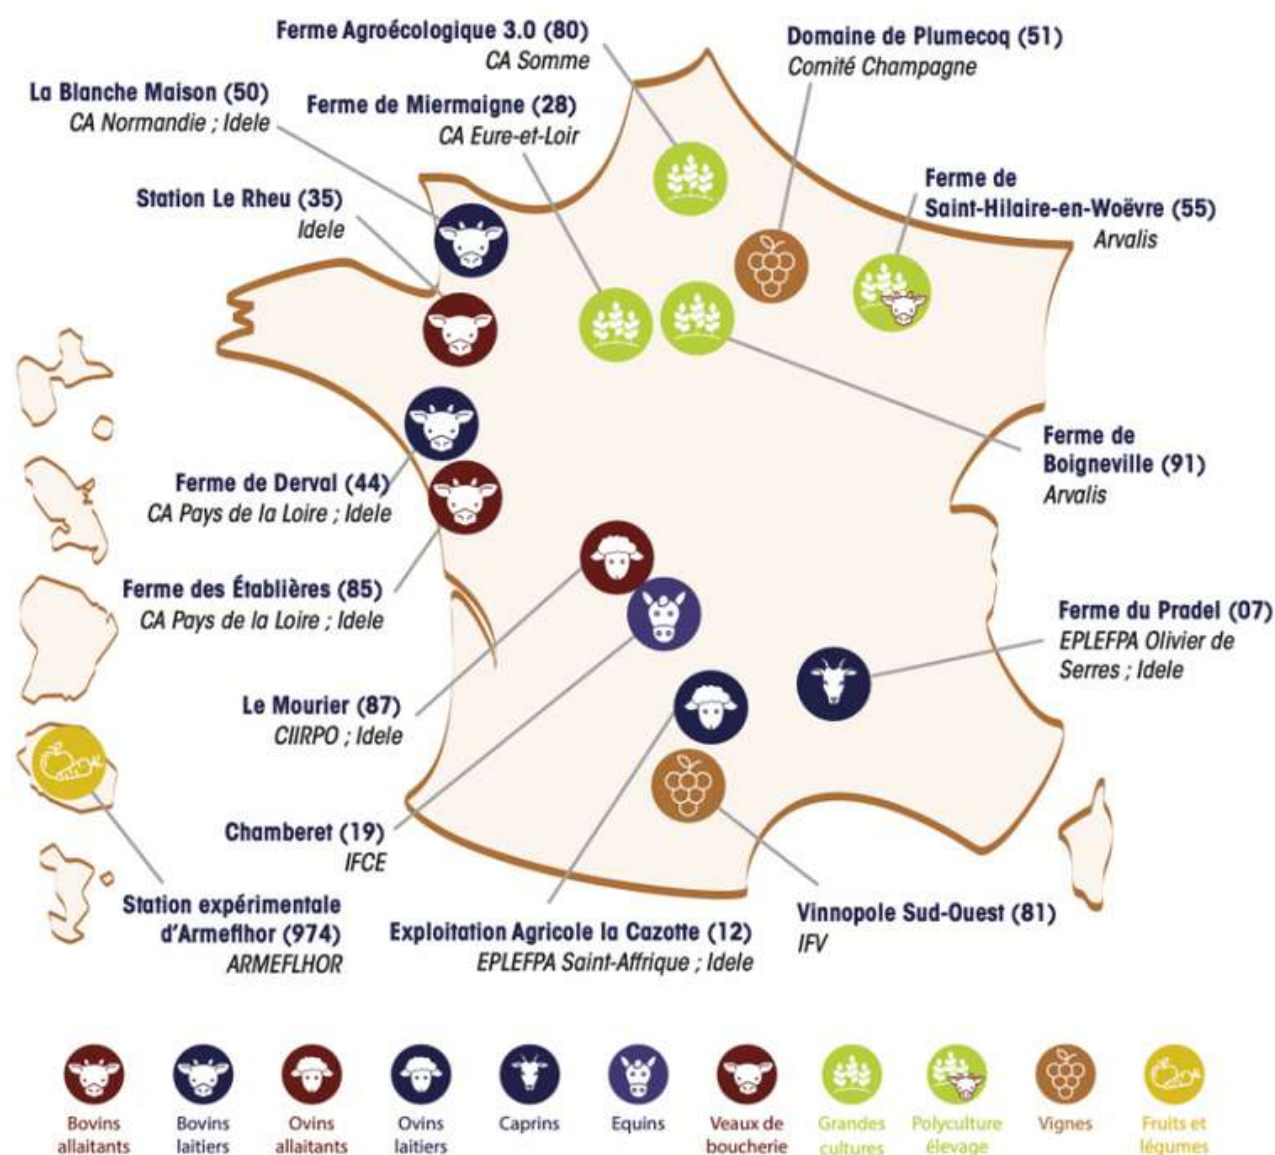 Ferme Agroécologique 3.0 (80)
CA Somme
Domaine de Plumecoq (51)
Comité Champagne
La Blanche Maison (50)
CA Normandie ; Idele
Ferme de Miermaigne (28)
CA Eure-et-Loir
Station Le Rheu (35)
Idele
Ferme de
Saint-Hilaire-en-Woëvre (55)
Arvalis
Ferme de
Boigneville (91)
Arvalis
Ferme de Derval (44)
CA Pays de la Loire ; Idele
Ferme des Établières (85)
CA Pays de la Loire ; Idele
Ferme du Pradel (07)
EPLEFPA Olivier de
Serres ; Idele
Le Mourier (87)
CIIRPO ; Idele
Chamberet (19)
IFCE
Station expérimentale
d'Armeflhor (974)
ARMEFLHOR
Exploitation Agricole la Cazotte (12)
EPLEFPA Saint-Affrique ; Idele
Vinnopole Sud-Ouest (81)
IFV
Bovins
allaitants
Bovins
laitiers
Ovins
allaitants
Ovins
laitiers
Caprins
Equins
Veaux de
boucherie
Grandes
cultures
Polyculture
élevage
Vignes
Fruits et
légumes